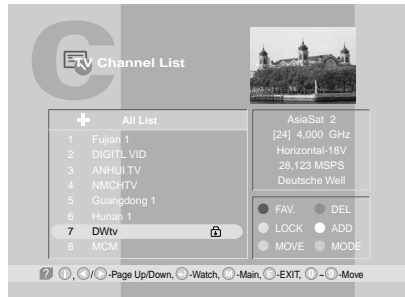 TV Channel List
All List
1 Fujian 1
2 DIGITL VID
3 ANHUI TV
4 NMCHTV
5 Guangdong 1
6 Hunan 1
7 DWtv
8 MCM
AsiaSat 2
[24] 4,000 GHz
Horizontal-18V
28,123 MSPS
Deutsche Well
FAV. DEL
LOCK ADD
MOVE MODE
-Page Up/Down, -Watch, M -Main, E -EXIT, 0 ~ 9 -Move